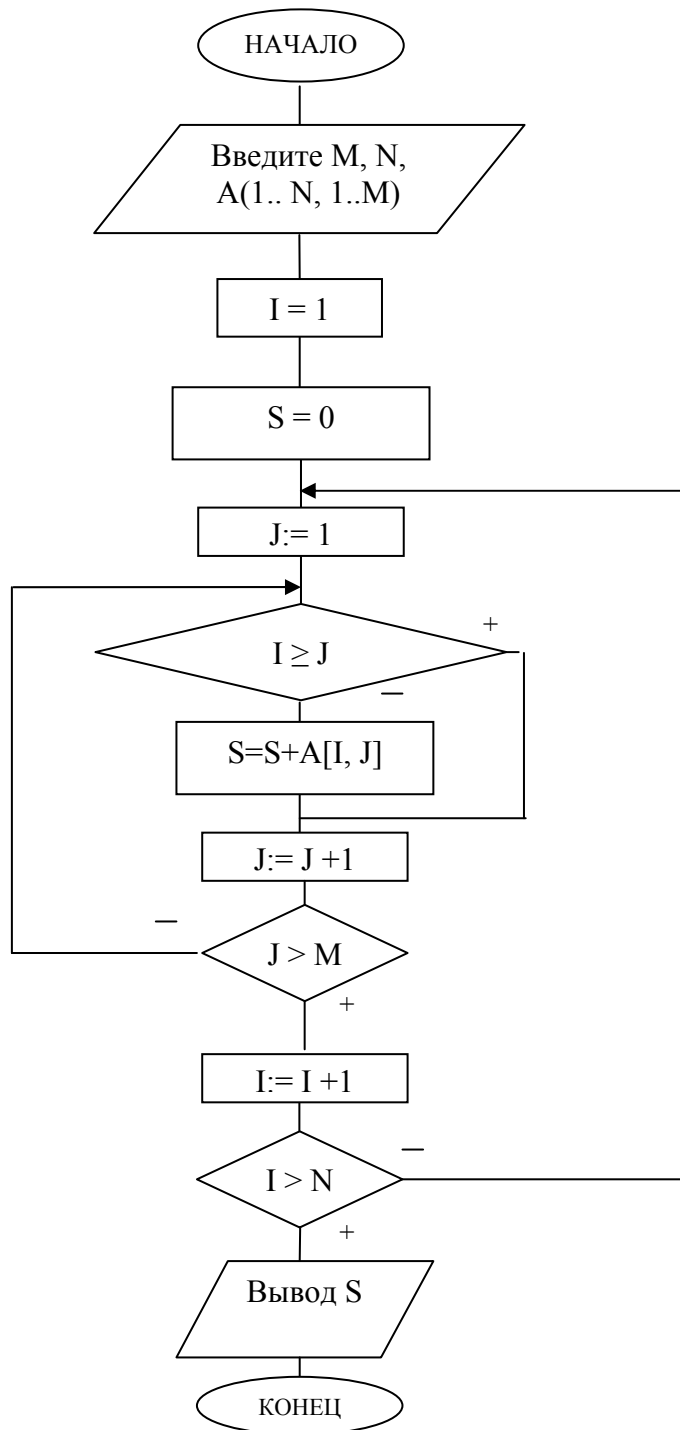 НАЧАЛО
Введите M, N,
A(1.. N, 1..M)
I = 1
S = 0
J:= 1
+
I ≥ J
–
S=S+A[I, J]
J:= J +1
–
J > M
+
I:= I +1
–
I > N
+
Вывод S
КОНЕЦ